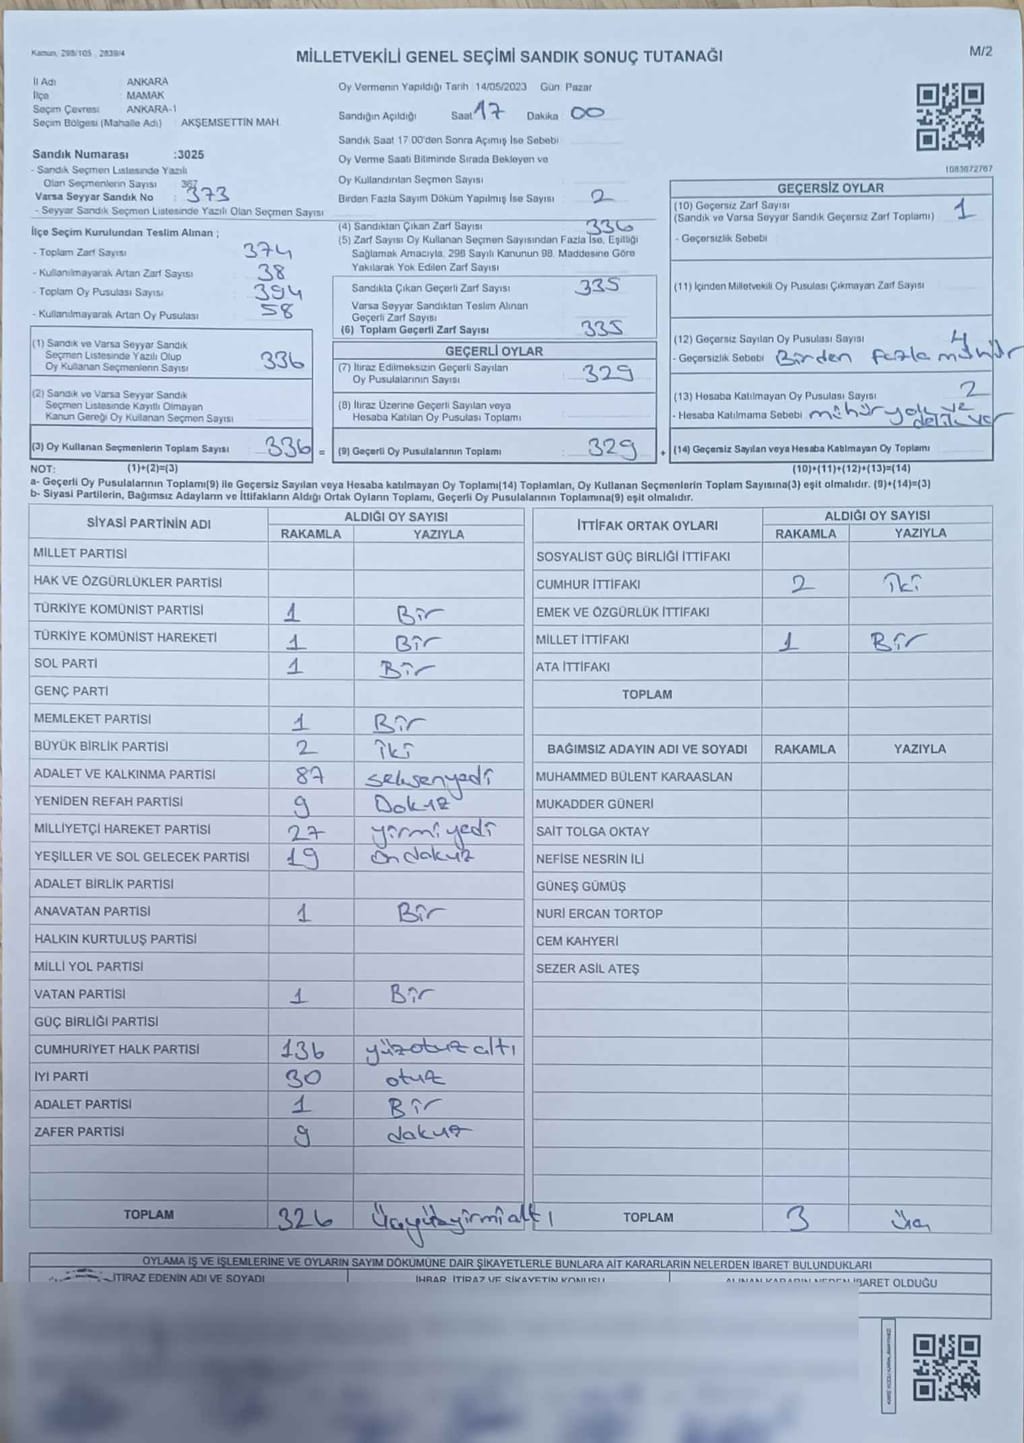 Kanun, 298/105 , 2839/4
MİLLETVEKİLİ GENEL SEÇİMİ SANDIK SONUÇ TUTANAĞI
M/2
İl Adı ANKARA
İlçe : MAMAK
Seçim Çevresi ANKARA-1
Seçim Bölgesi (Mahalle Adı) AKŞEMSETTİN MAH.
Sandık Numarası :3025
- Sandık Seçmen Listesinde Yazılı
Olan Seçmenlerin Sayısı 367
Varsa Seyyar Sandık No : 373
- Seyyar Sandık Seçmen Listesinde Yazılı Olan Seçmen Sayısı
İlçe Seçim Kurulundan Teslim Alınan ;
- Toplam Zarf Sayısı 374
- Kullanılmayarak Artan Zarf Sayısı 38
- Toplam Oy Pusulası Sayısı 394
- Kullanılmayarak Artan Oy Pusulası 58
Oy Vermenin Yapıldığı Tarih 14/05/2023 Gün Pazar
Sandığın Açıldığı Saat 17 Dakika 00
Sandık Saat 17 00'den Sonra Açımış İse Sebebi
Oy Verme Saati Bitiminde Sırada Bekleyen ve
Oy Kullandırılan Seçmen Sayısı
Birden Fazla Sayım Döküm Yapılmış İse Sayısı 2
(4) Sandıktan Çıkan Zarf Sayısı 336
(5) Zarf Sayısı Oy Kullanan Seçmen Sayısından Fazla İse, Eşitliği
Sağlamak Amacıyla, 298 Sayılı Kanunun 98. Maddesine Göre
Yakılarak Yok Edilen Zarf Sayısı
Sandıkta Çıkan Geçerli Zarf Sayısı 335
Varsa Seyyar Sandıktan Teslim Alınan
Geçerli Zarf Sayısı
(6) Toplam Geçerli Zarf Sayısı 335
1083672767
GEÇERSİZ OYLAR
(10) Geçersiz Zarf Sayısı 1
(Sandık ve Varsa Seyyar Sandık Geçersiz Zarf Toplamı)
- Geçersizlik Sebebi
(11) İçinden Milletvekili Oy Pusulası Çıkmayan Zarf Sayısı
(12) Geçersiz Sayılan Oy Pusulası Sayısı 4
- Geçersizlik Sebebi Birden fazla mühür
(13) Hesaba Katılmayan Oy Pusulası Sayısı 2
- Hesaba Katılmama Sebebi mühür yok ve
(14) Geçersiz Sayılan veya Hesaba Katılmayan Oy Toplamı
(1) Sandık ve Varsa Seyyar Sandık
Seçmen Listesinde Yazılı Olup
Oy Kullanan Seçmenlerin Sayısı 336
(2) Sandık ve Varsa Seyyar Sandık
Seçmen Listesinde Kayıtlı Olmayan
Kanun Gereği Oy Kullanan Seçmen Sayısı
(3) Oy Kullanan Seçmenlerin Toplam Sayısı 336 =
GEÇERLİ OYLAR
(7) İtiraz Edilmeksizin Geçerli Sayılan
Oy Pusulalarının Sayısı 329
(8) İtiraz Üzerine Geçerli Sayılan veya
Hesaba Katılan Oy Pusulası Toplamı
(9) Geçerli Oy Pusulalarının Toplamı 329 +
NOT: (1)+(2)=(3) (10)+(11)+(12)+(13)=(14)
a- Geçerli Oy Pusulalarının Toplamı(9) ile Geçersiz Sayılan veya Hesaba katılmayan Oy Toplamı(14) Toplamları, Oy Kullanan Seçmenlerin Toplam Sayısına(3) eşit olmalıdır. (9)+(14)=(3)
b- Siyasi Partilerin, Bağımsız Adayların ve İttifakların Aldığı Ortak Oyların Toplamı, Geçerli Oy Pusulalarının Toplamına(9) eşit olmalıdır.
SİYASİ PARTİNİN ADI ALDIĞI OY SAYISI
RAKAMLA YAZIYLA
MİLLET PARTİSİ
HAK VE ÖZGÜRLÜKLER PARTİSİ
TÜRKİYE KOMÜNİST PARTİSİ 1 Bir
TÜRKİYE KOMÜNİST HAREKETİ 1 Bir
SOL PARTİ 1 Bir
GENÇ PARTİ
MEMLEKET PARTİSİ 1 Bir
BÜYÜK BİRLİK PARTİSİ 2 iki
ADALET VE KALKINMA PARTİSİ 87 seksenyedi
YENİDEN REFAH PARTİSİ 9 Dokuz
MİLLİYETÇİ HAREKET PARTİSİ 27 yirmiyedi
YEŞİLLER VE SOL GELECEK PARTİSİ 19 ondokuz
ADALET BİRLİK PARTİSİ
ANAVATAN PARTİSİ 1 Bir
HALKIN KURTULUŞ PARTİSİ
MİLLİ YOL PARTİSİ
VATAN PARTİSİ 1 Bir
GÜÇ BİRLİĞİ PARTİSİ
CUMHURİYET HALK PARTİSİ 136 yüzotuzaltı
İYİ PARTİ 30 otuz
ADALET PARTİSİ 1 Bir
ZAFER PARTİSİ 9 dokuz
TOPLAM 326 Üçyüzyirmialtı
İTTİFAK ORTAK OYLARI ALDIĞI OY SAYISI
RAKAMLA YAZIYLA
SOSYALİST GÜÇ BİRLİĞİ İTTİFAKI
CUMHUR İTTİFAKI 2 iki
EMEK VE ÖZGÜRLÜK İTTİFAKI
MİLLET İTTİFAKI 1 Bir
ATA İTTİFAKI
TOPLAM
BAĞIMSIZ ADAYIN ADI VE SOYADI RAKAMLA YAZIYLA
MUHAMMED BÜLENT KARAASLAN
MUKADDER GÜNERİ
SAİT TOLGA OKTAY
NEFİSE NESRİN İLİ
GÜNEŞ GÜMÜŞ
NURİ ERCAN TORTOP
CEM KAHYERİ
SEZER ASİL ATEŞ
TOPLAM 3 üç
OYLAMA İŞ VE İŞLEMLERİNE VE OYLARIN SAYIM DÖKÜMÜNE DAİR ŞİKAYETLERLE BUNLARA AİT KARARLARIN NELERDEN İBARET BULUNDUKLARI
İTİRAZ EDENİN ADI VE SOYADI İHBAR, İTİRAZ VE ŞİKAYETİN KONUSU ALINAN KARARIN NEDEN İBARET OLDUĞU